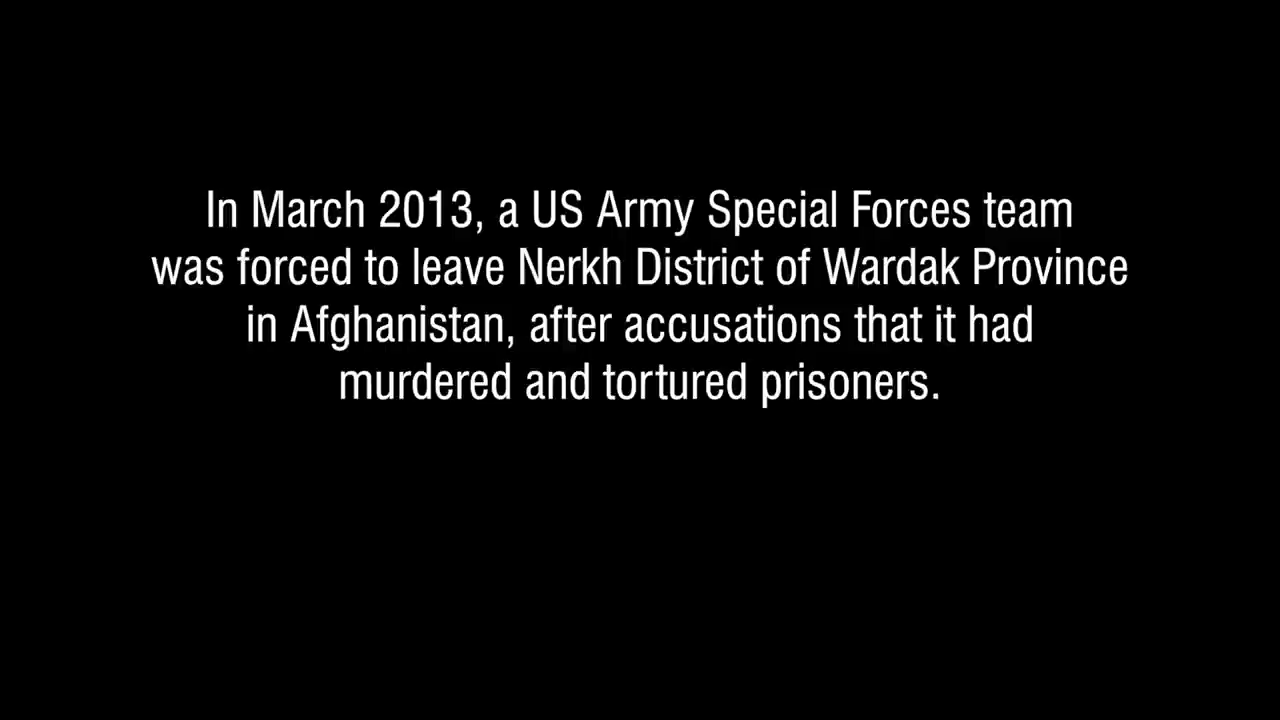 In March 2013, a US Army Special Forces team
was forced to leave Nerkh District of Wardak Province
in Afghanistan, after accusations that it had
murdered and tortured prisoners.